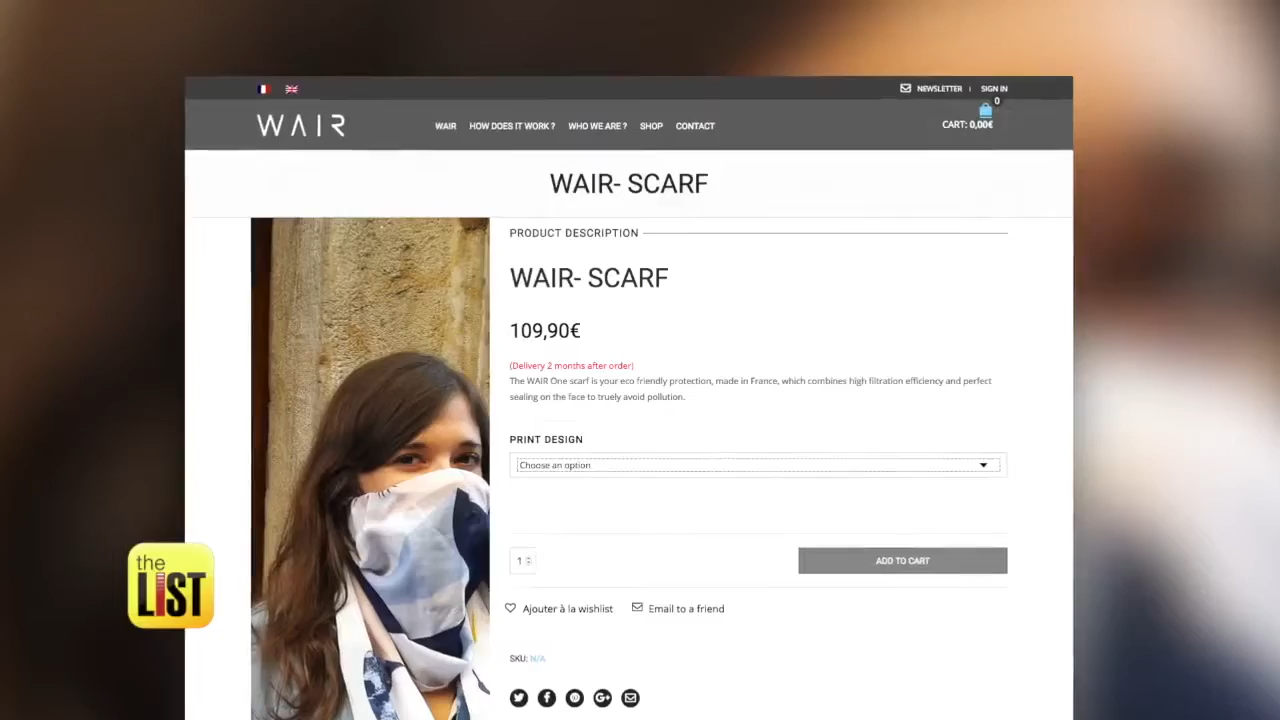 NEWSLETTER | SIGN IN
0
WAIR
WAIR HOW DOES IT WORK ? WHO WE ARE ? SHOP CONTACT
CART: 0,00€
WAIR- SCARF
PRODUCT DESCRIPTION
WAIR- SCARF
109,90€
(Delivery 2 months after order)
The WAIR One scarf is your eco friendly protection, made in France, which combines high filtration efficiency and perfect
sealing on the face to truely avoid pollution.
PRINT DESIGN
Choose an option
1
ADD TO CART
the
LIST
Ajouter à la wishlist
Email to a friend
SKU: N/A
G+